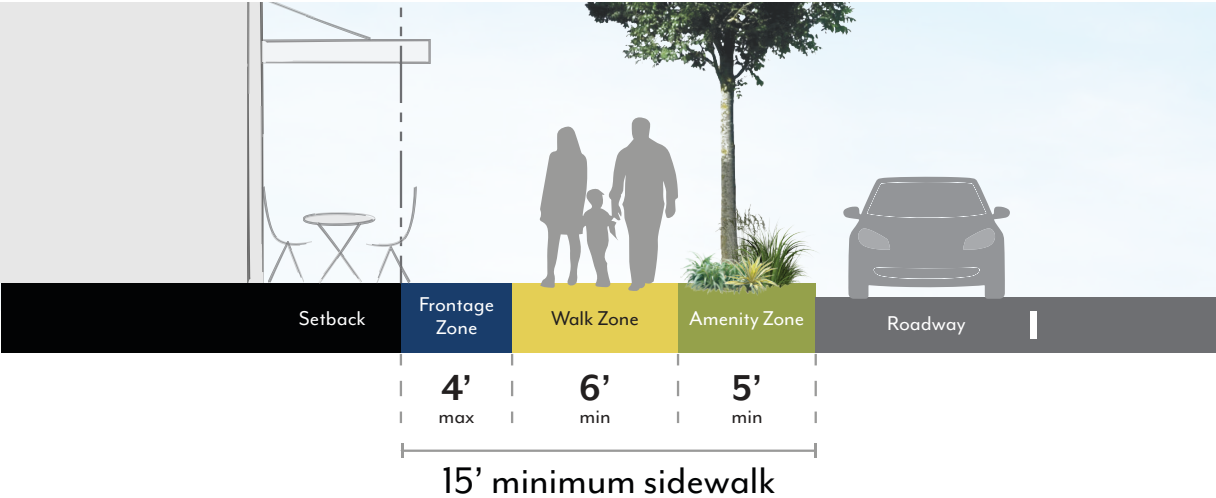 Setback
Frontage
Zone
Walk Zone
Amenity Zone
Roadway
4’
max
6’
min
5’
min
15’ minimum sidewalk